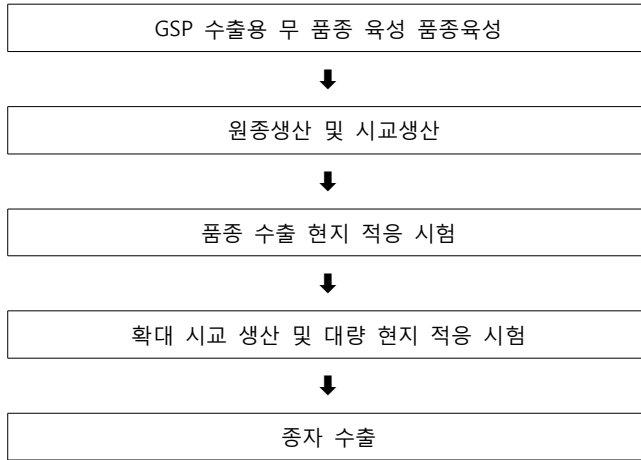 GSP 수출용 무 품종 육성 품종육성
원종생산 및 시교생산
품종 수출 현지 적응 시험
확대 시교 생산 및 대량 현지 적응 시험
종자 수출